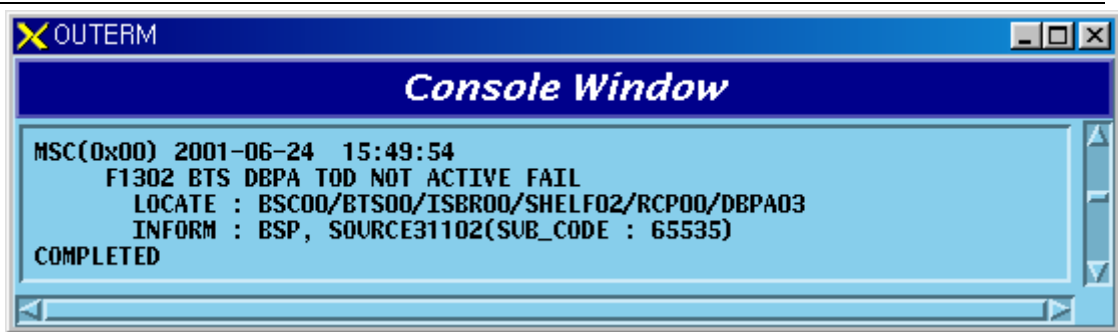 OUTERM
Console Window
MSC(0x00) 2001-06-24 15:49:54
F1302 BTS DBPA TOD NOT ACTIVE FAIL
LOCATE : BSC00/BTS00/ISBR00/SHELF02/RCP00/DBPA03
INFORM : BSP, SOURCE31102(SUB_CODE : 65535)
COMPLETED